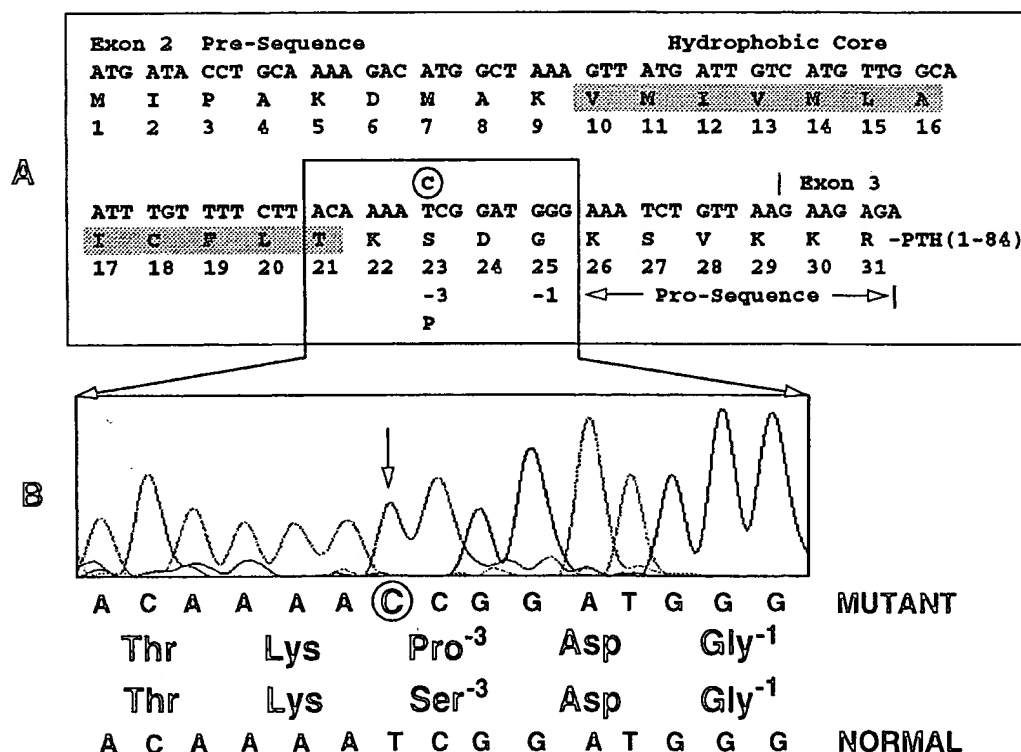 Exon 2 Pre-Sequence Hydrophobic Core
ATG ATA CCT GCA AAA GAC ATG GCT AAA GTT ATG ATT GTC ATG TTG GCA
M I P A K D M A K V M I V M L A
1 2 3 4 5 6 7 8 9 10 11 12 13 14 15 16
A
C | Exon 3
ATT TGT TTT CTT ACA AAA TCG GAT GGG AAA TCT GTT AAG AAG AGA
I C F L T K S D G K S V K K R -PTH(1-84)
17 18 19 20 21 22 23 24 25 26 27 28 29 30 31
-3 -1 Pro-Sequence
P
B
A C A A A A C C G G A T G G G MUTANT
Thr Lys Pro-3 Asp Gly-1
Thr Lys Ser-3 Asp Gly-1
A C A A A A T C G G A T G G G NORMAL